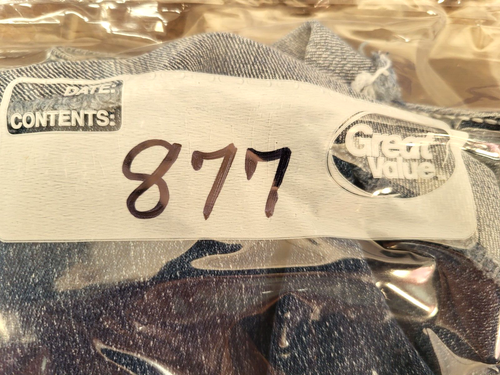 DATE:
CONTENTS:
877
Great
Value